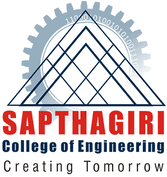 SAPTHAGIRI
College of Engineering
Creating Tomorrow